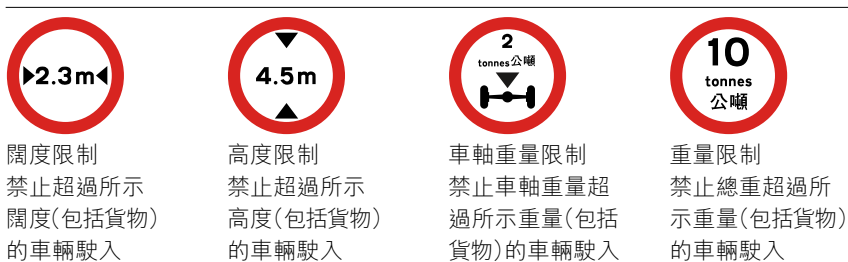 2.3m
闊度限制
禁止超過所示
闊度(包括貨物)
的車輛駛入
4.5m
高度限制
禁止超過所示
高度(包括貨物)
的車輛駛入
2
tonnes公噸
車軸重量限制
禁止車軸重量超
過所示重量(包括
貨物)的車輛駛入
10
tonnes
公噸
重量限制
禁止總重超過所
示重量(包括貨物)
的車輛駛入